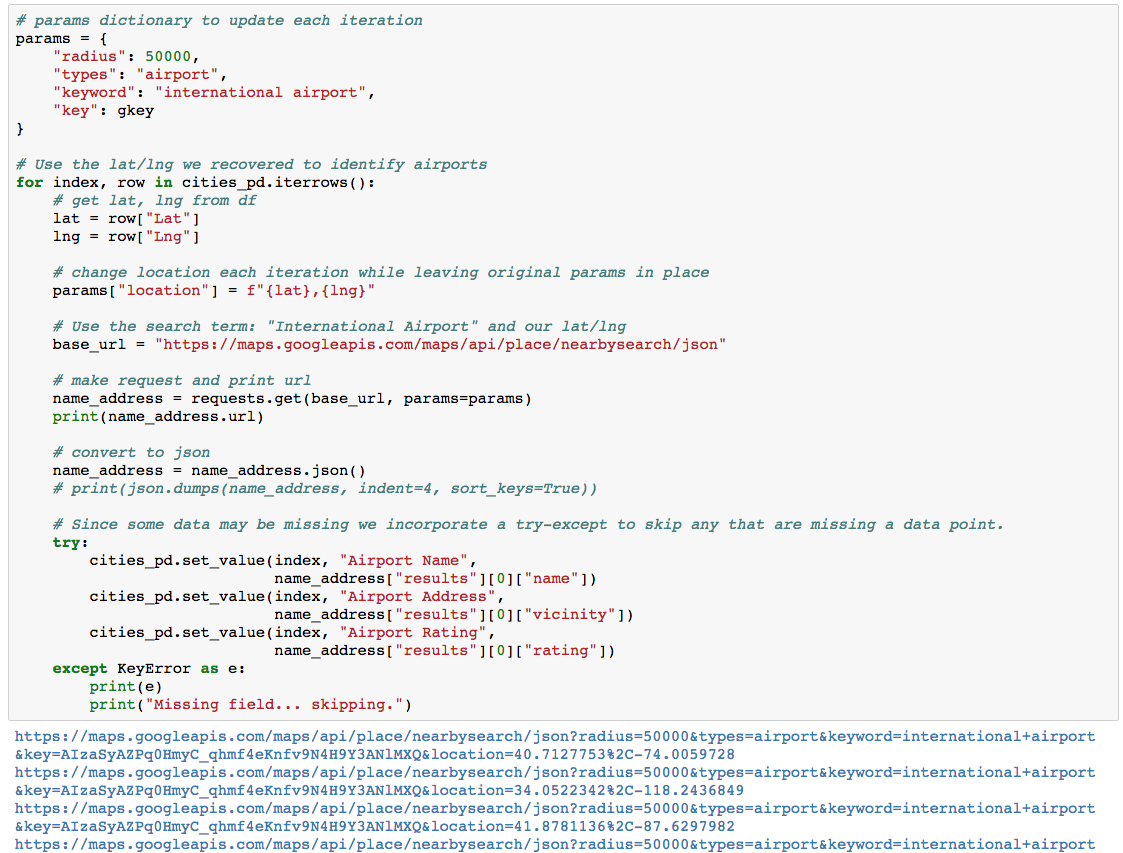 # params dictionary to update each iteration
params = {
    "radius": 50000,
    "types": "airport",
    "keyword": "international airport",
    "key": gkey
}
# Use the lat/lng we recovered to identify airports
for index, row in cities_pd.iterrows():
    # get lat, lng from df
    lat = row["Lat"]
    lng = row["Lng"]
    # change location each iteration while leaving original params in place
    params["location"] = f"{lat},{lng}"
    # Use the search term: "International Airport" and our lat/lng
    base_url = "https://maps.googleapis.com/maps/api/place/nearbysearch/json"
    # make request and print url
    name_address = requests.get(base_url, params=params)
    print(name_address.url)
    # convert to json
    name_address = name_address.json()
    # print(json.dumps(name_address, indent=4, sort_keys=True))
    # Since some data may be missing we incorporate a try-except to skip any that are missing a data point.
    try:
        cities_pd.set_value(index, "Airport Name",
                            name_address["results"][0]["name"])
        cities_pd.set_value(index, "Airport Address",
                            name_address["results"][0]["vicinity"])
        cities_pd.set_value(index, "Airport Rating",
                            name_address["results"][0]["rating"])
    except KeyError as e:
        print(e)
        print("Missing field... skipping.")
https://maps.googleapis.com/maps/api/place/nearbysearch/json?radius=50000&types=airport&keyword=international+airport
&key=AIzaSyAZPq0HmyC_qhmf4eKnfv9N4H9Y3ANlMXQ&location=40.7127753%2C-74.0059728
https://maps.googleapis.com/maps/api/place/nearbysearch/json?radius=50000&types=airport&keyword=international+airport
&key=AIzaSyAZPq0HmyC_qhmf4eKnfv9N4H9Y3ANlMXQ&location=34.0522342%2C-118.2436849
https://maps.googleapis.com/maps/api/place/nearbysearch/json?radius=50000&types=airport&keyword=international+airport
&key=AIzaSyAZPq0HmyC_qhmf4eKnfv9N4H9Y3ANlMXQ&location=41.8781136%2C-87.6297982
https://maps.googleapis.com/maps/api/place/nearbysearch/json?radius=50000&types=airport&keyword=international+airport